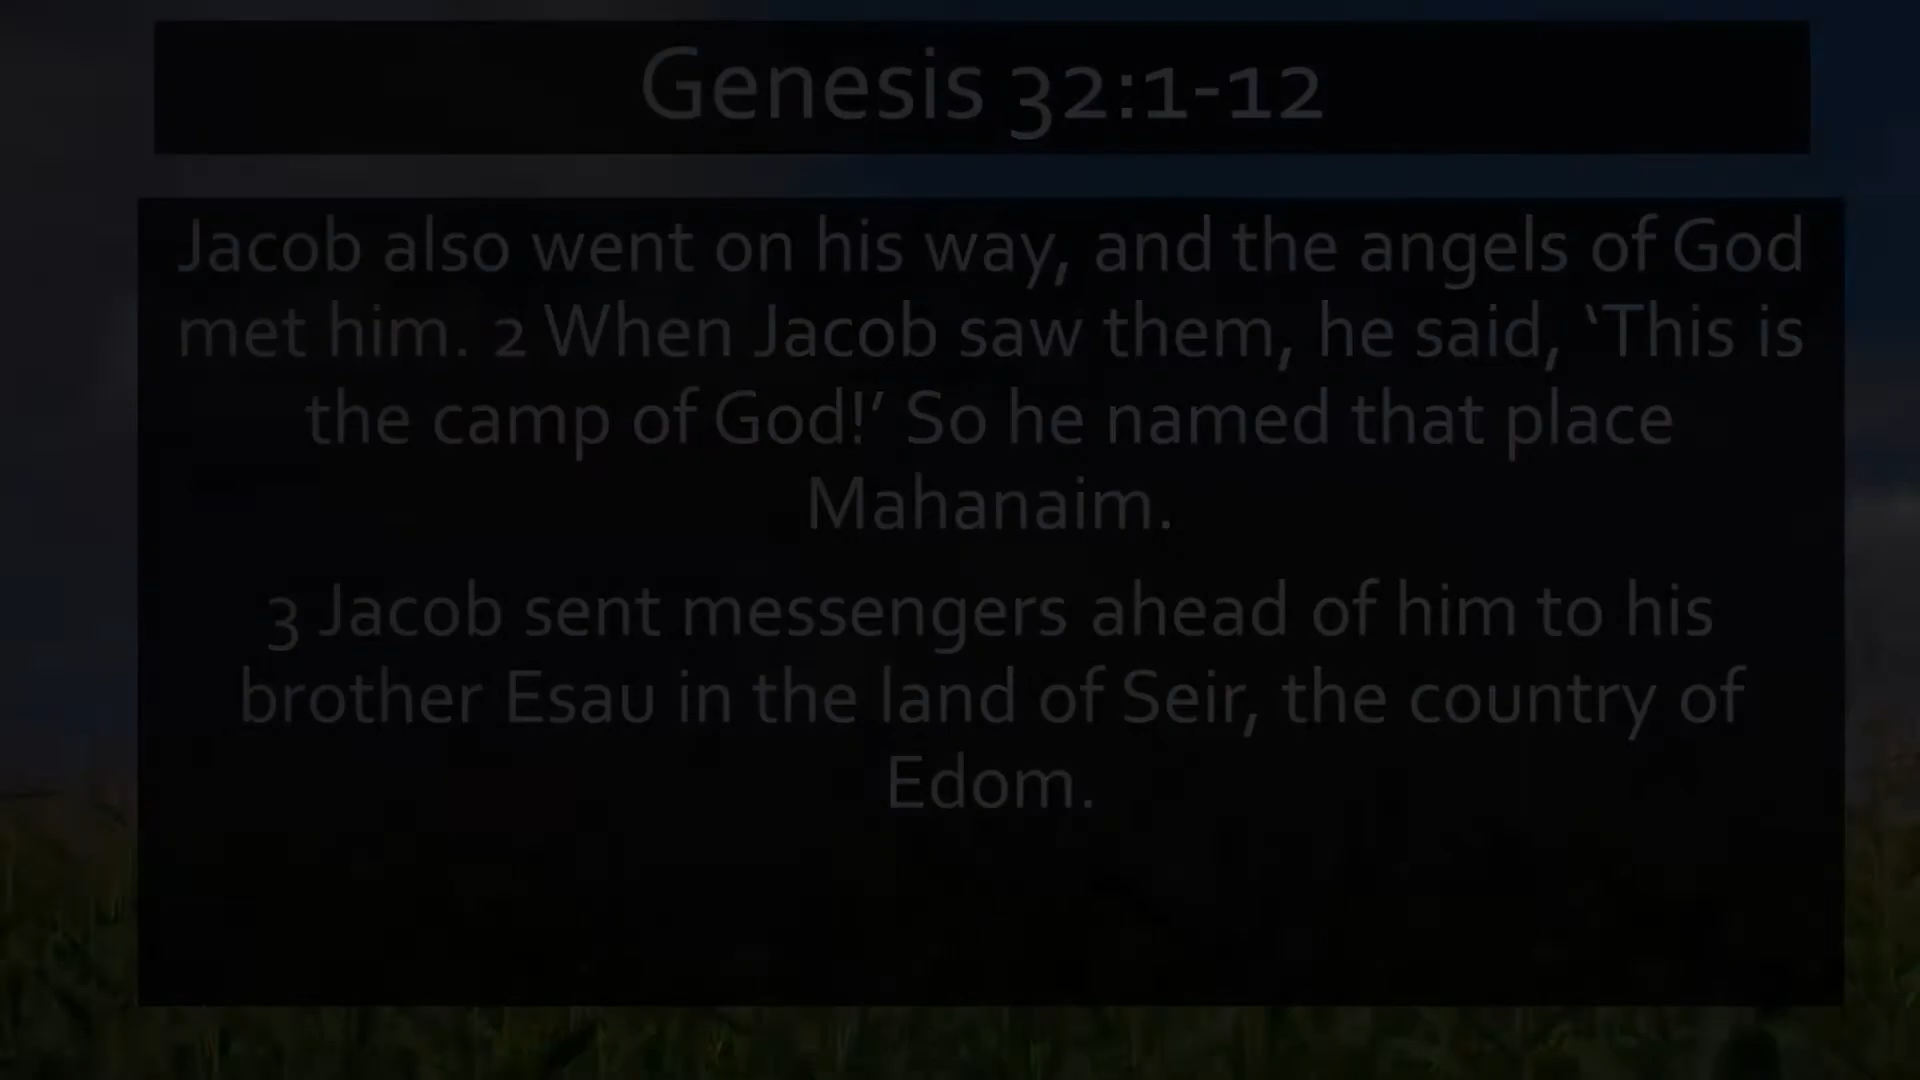 Genesis 32:1-12
Jacob also went on his way, and the angels of God
met him. 2 When Jacob saw them, he said, ‘This is
the camp of God!’ So he named that place
Mahanaim.
3 Jacob sent messengers ahead of him to his
brother Esau in the land of Seir, the country of
Edom.